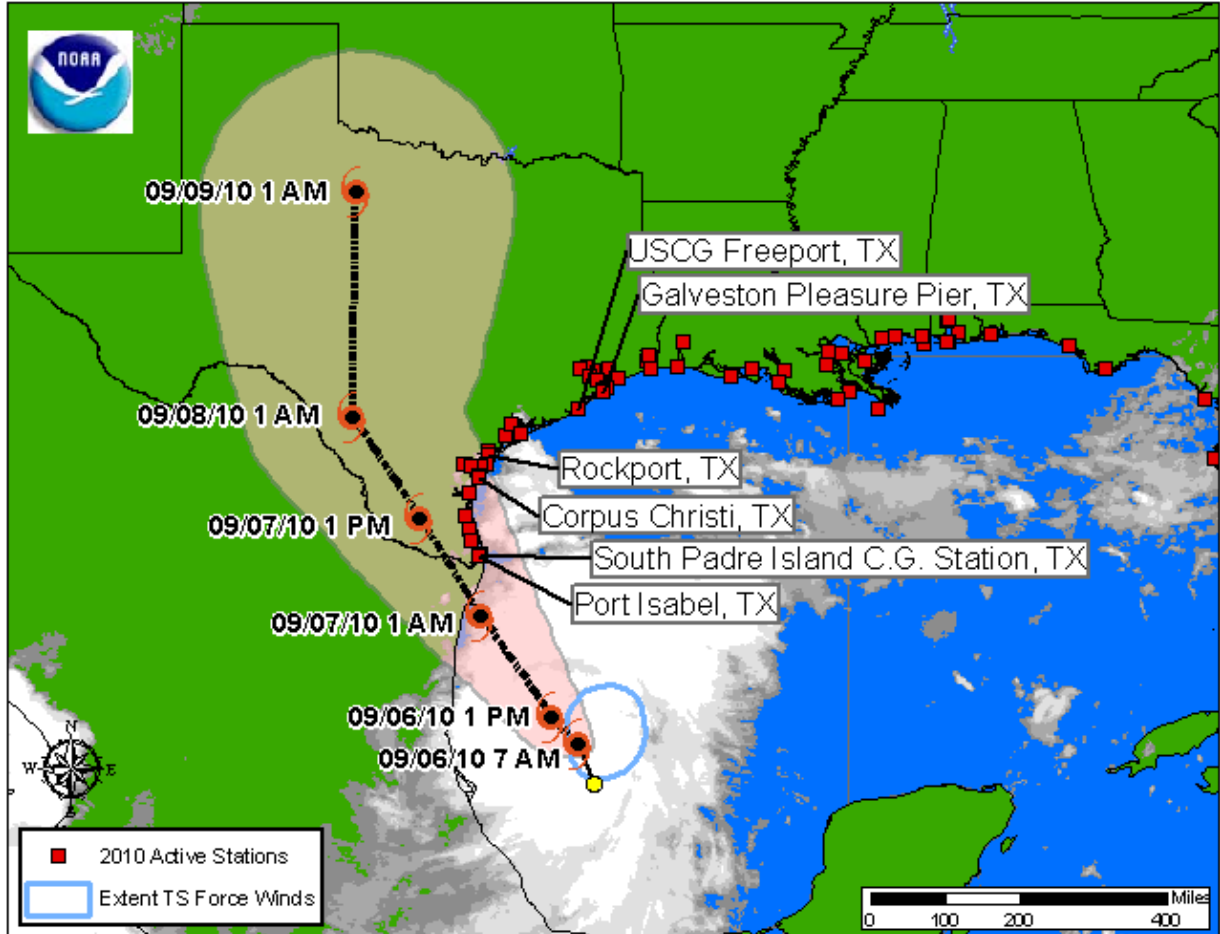 NOAA
09/09/10 1 AM
USCG Freeport, TX
Galveston Pleasure Pier, TX
09/08/10 1 AM
Rockport, TX
Corpus Christi, TX
09/07/10 1 PM
South Padre Island C.G. Station, TX
Port Isabel, TX
09/07/10 1 AM
09/06/10 1 PM
09/06/10 7 AM
N
W E
S
2010 Active Stations
Extent TS Force Winds
Miles
0 100 200 400